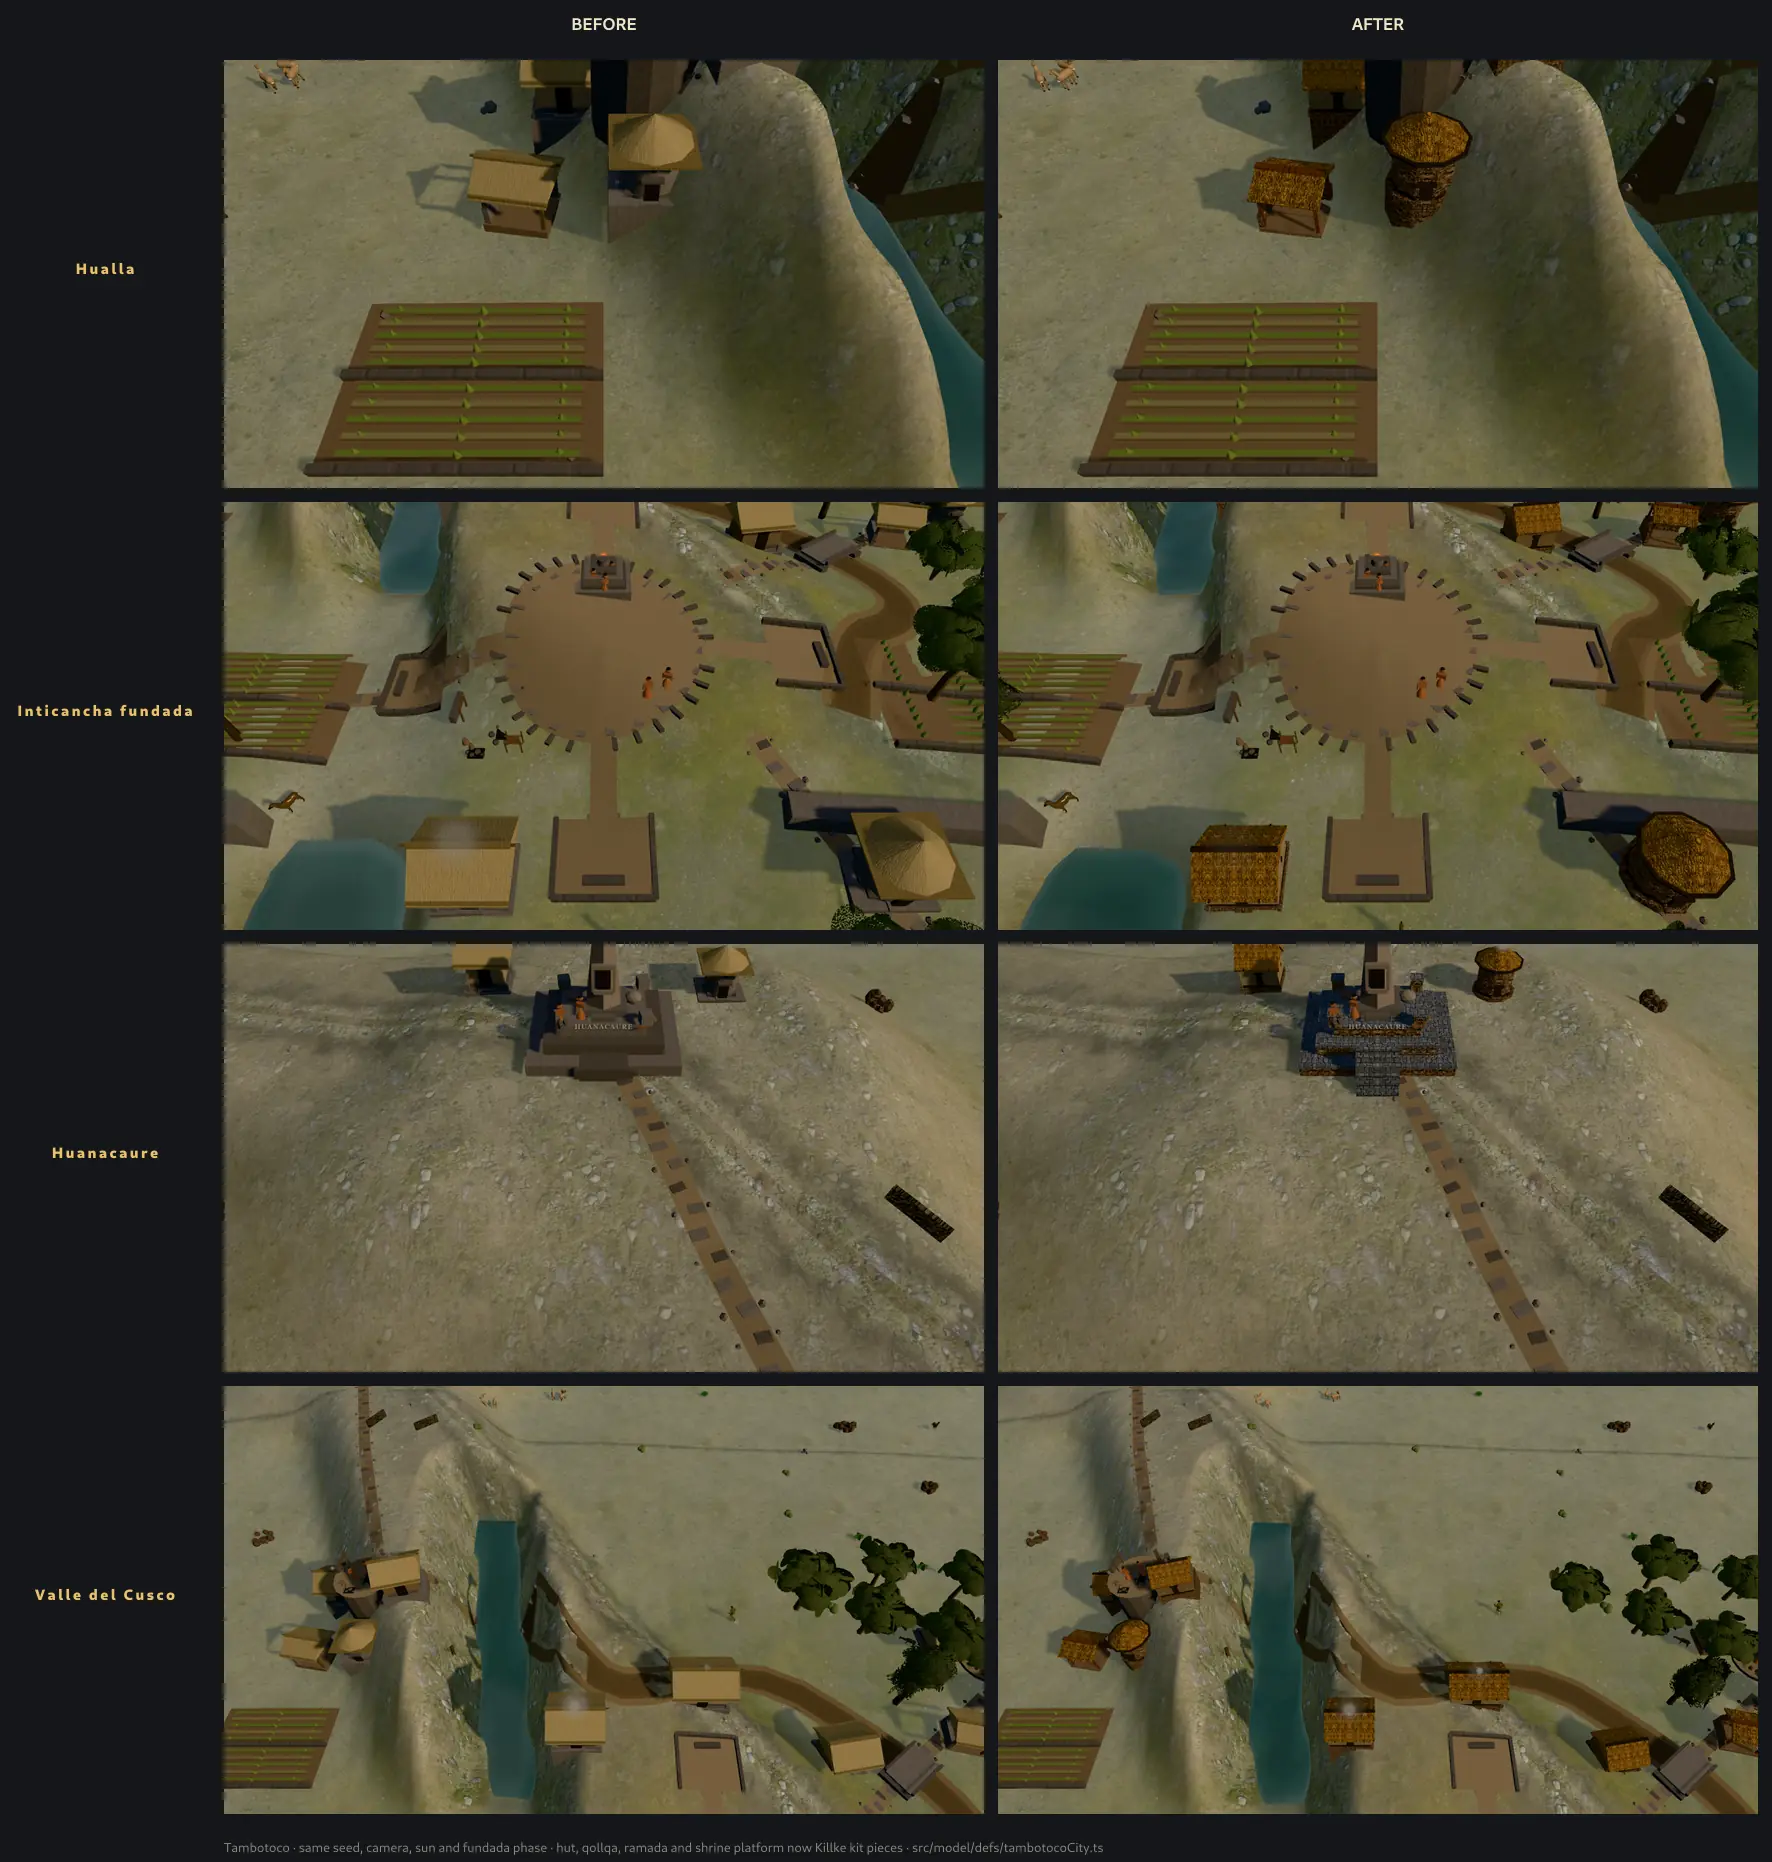 BEFORE
AFTER
Hualla
Inticancha fundada
HUANACAURE
HUANACAURE
Huanacaure
Valle del Cusco
Tambotoco · same seed, camera, sun and fundada phase · hut, qollqa, ramada and shrine platform now Killke kit pieces · src/model/defs/tambotocoCity.ts